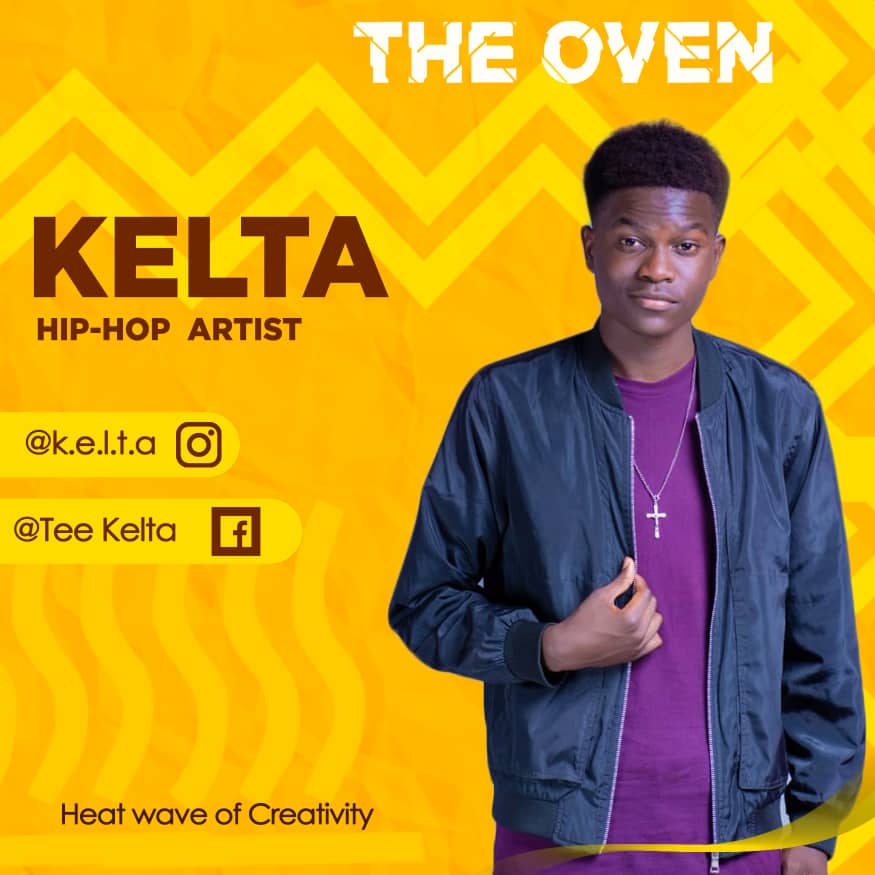 THE OVEN
KELTA
HIP-HOP ARTIST
@k.e.l.t.a
@Tee Kelta
Heat wave of Creativity